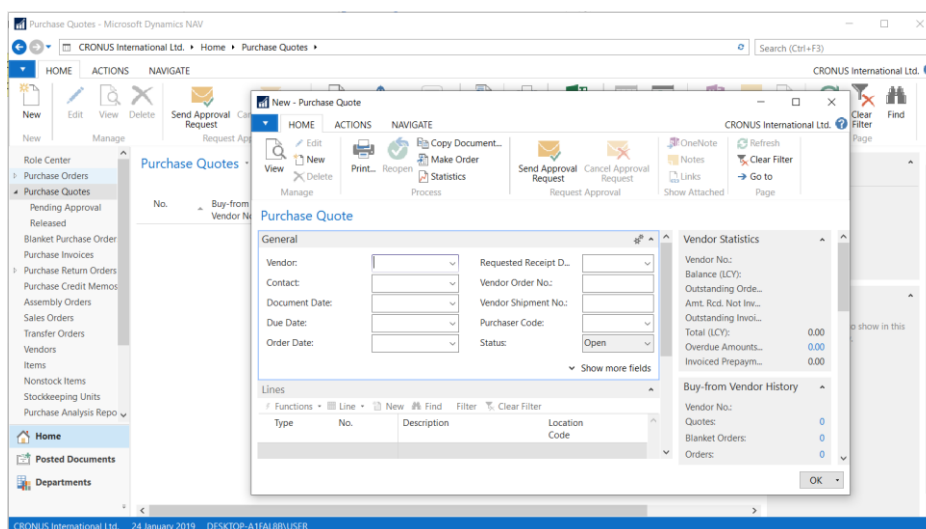 Purchase Quotes - Microsoft Dynamics NAV
CRONUS International Ltd. Home Purchase Quotes
Search (Ctrl+F3)
HOME ACTIONS NAVIGATE
CRONUS International Ltd.
New Edit View Delete Send Approval Request Clear Filter Find
New Manage Page
Role Center
Purchase Orders
Purchase Quotes
Pending Approval
Released
Blanket Purchase Order
Purchase Invoices
Purchase Return Orders
Purchase Credit Memos
Assembly Orders
Sales Orders
Transfer Orders
Vendors
Items
Nonstock Items
Stockkeeping Units
Purchase Analysis Repo
Home
Posted Documents
Departments
Purchase Quotes
No. Buy-from
Vendor
o show in this
New - Purchase Quote
HOME ACTIONS NAVIGATE
CRONUS International Ltd.
View Edit New Delete
Print... Reopen Copy Document... Make Order Statistics
Send Approval Request Cancel Approval Request
OneNote Notes Links
Refresh Clear Filter Go to
Manage Process Request Approval Show Attached Page
Purchase Quote
General
Vendor: Requested Receipt D...
Contact: Vendor Order No.:
Document Date: Vendor Shipment No.:
Due Date: Purchaser Code:
Order Date: Status: Open
Show more fields
Lines
Functions Line New Find Filter Clear Filter
Type No. Description Location Code
Vendor Statistics
Vendor No.:
Balance (LCY):
Outstanding Orde...
Amt. Rcd. Not Inv...
Outstanding Invoi...
Total (LCY): 0.00
Overdue Amounts... 0.00
Invoiced Prepaym... 0.00
Buy-from Vendor History
Vendor No.:
Quotes: 0
Blanket Orders: 0
Orders: 0
OK
CRONUS International Ltd. 24 January 2019 DESKTOP-A1FAL8B\USER